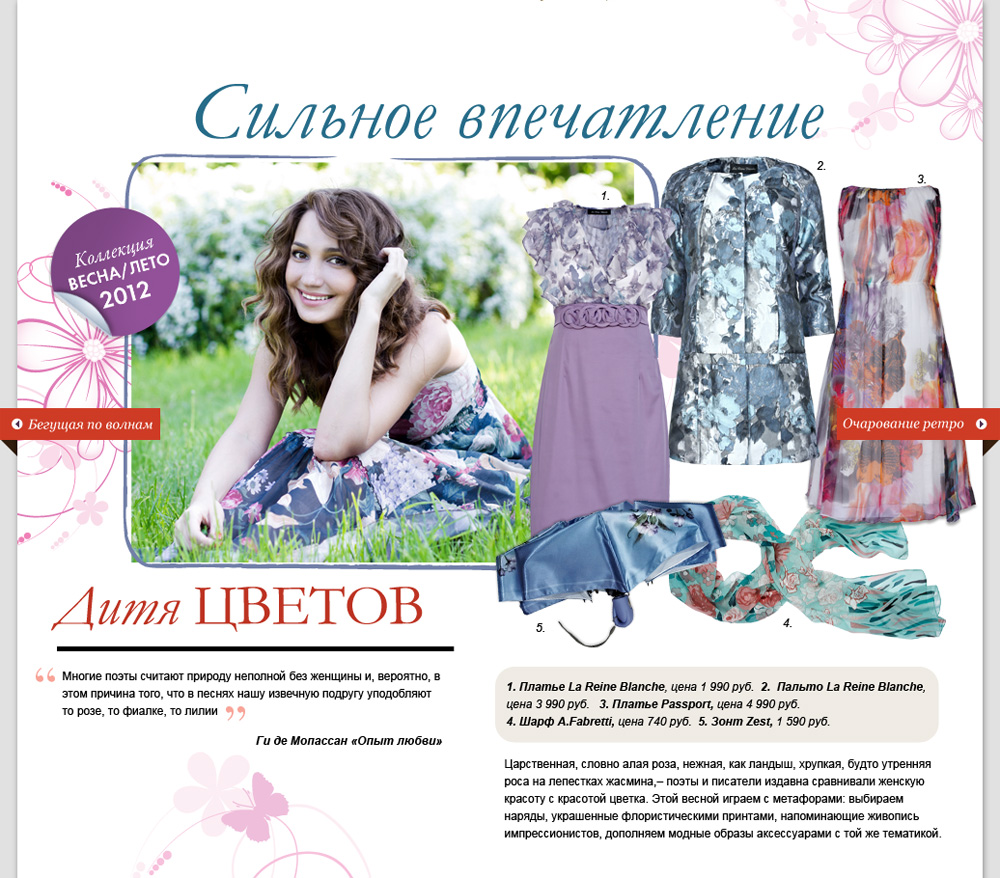 Сильное впечатление
Коллекция
ВЕСНА/ЛЕТО
2012
1.
2.
3.
Бегущая по волнам
Очарование ретро
4.
5.
Дитя ЦВЕТОВ
“ Многие поэты считают природу неполной без женщины и, вероятно, в
этом причина того, что в песнях нашу извечную подругу уподобляют
то розе, то фиалке, то лилии ”
Ги де Мопассан «Опыт любви»
1. Платье La Reine Blanche, цена 1 990 руб. 2. Пальто La Reine Blanche,
цена 3 990 руб. 3. Платье Passport, цена 4 990 руб.
4. Шарф A.Fabretti, цена 740 руб. 5. Зонт Zest, 1 590 руб.
Царственная, словно алая роза, нежная, как ландыш, хрупкая, будто утренняя
роса на лепестках жасмина,– поэты и писатели издавна сравнивали женскую
красоту с красотой цветка. Этой весной играем с метафорами: выбираем
наряды, украшенные флористическими принтами, напоминающие живопись
импрессионистов, дополняем модные образы аксессуарами с той же тематикой.